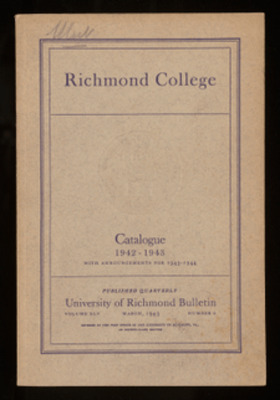 Richmond College
Catalogue
1942-1943
WITH ANNOUNCEMENTS FOR 1943-1944
PUBLISHED QUARTERLY
University of Richmond Bulletin
VOLUME XLV MARCH, 1943 NUMBER